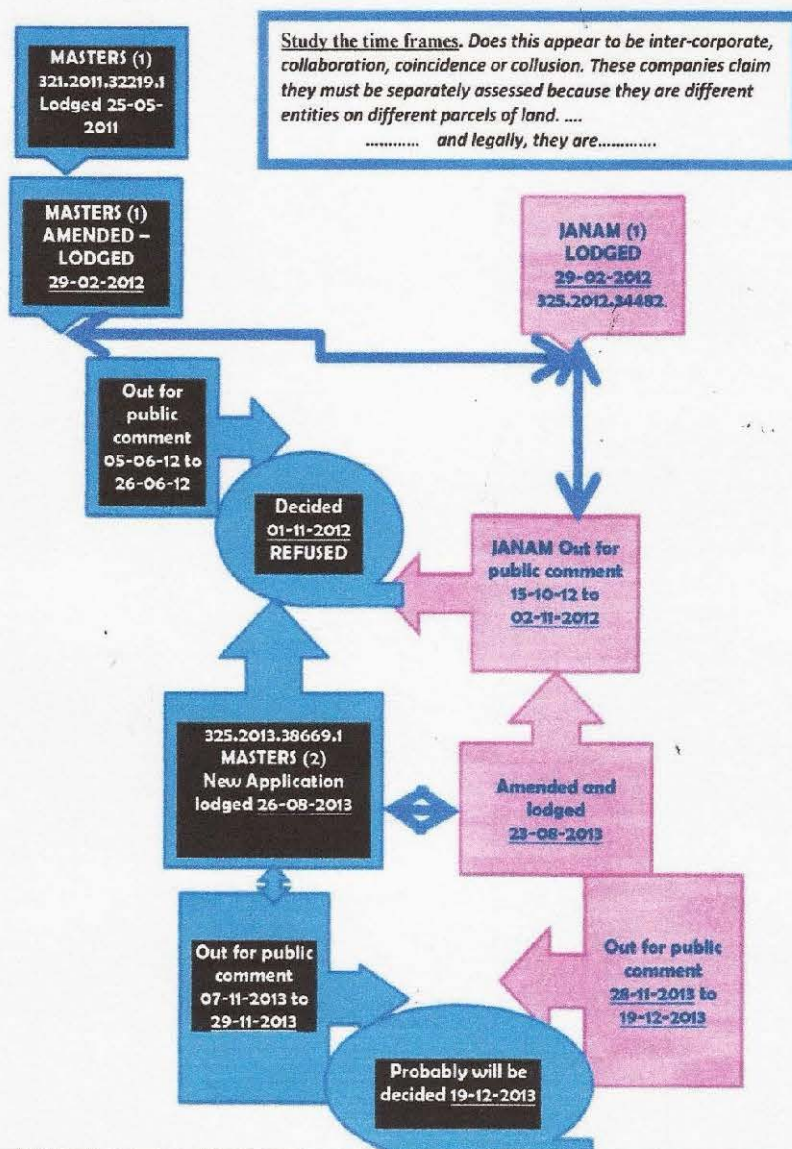 MASTERS (1)
321.2011.32219.1
Lodged 25-05-
2011
Study the time frames. Does this appear to be inter-corporate,
collaboration, coincidence or collusion. These companies claim
they must be separately assessed because they are different
entities on different parcels of land. ....
............ and legally, they are.............
MASTERS (1)
AMENDED –
LODGED
29-02-2012
JANAM (1)
LODGED
29-02-2012
325.2012.34482.
Out for
public
comment
05-06-12 to
26-06-12
Decided
01-11-2012
REFUSED
JANAM Out for
public comment
15-10-12 to
02-11-2012
325.2013.38669.1
MASTERS (2)
New Application
lodged 26-08-2013
Amended and
lodged
23-08-2013
Out for public
comment
07-11-2013 to
29-11-2013
Out for public
comment
28-11-2013 to
19-12-2013
Probably will be
decided 19-12-2013